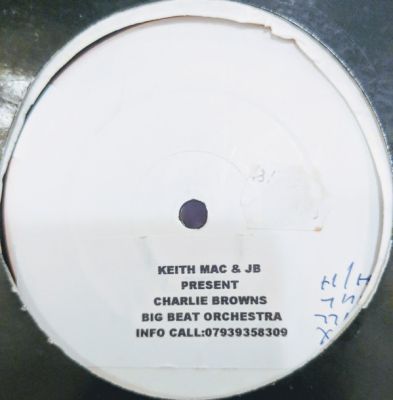 KEITH MAC & JB
PRESENT
CHARLIE BROWNS
BIG BEAT ORCHESTRA
INFO CALL:07939358309